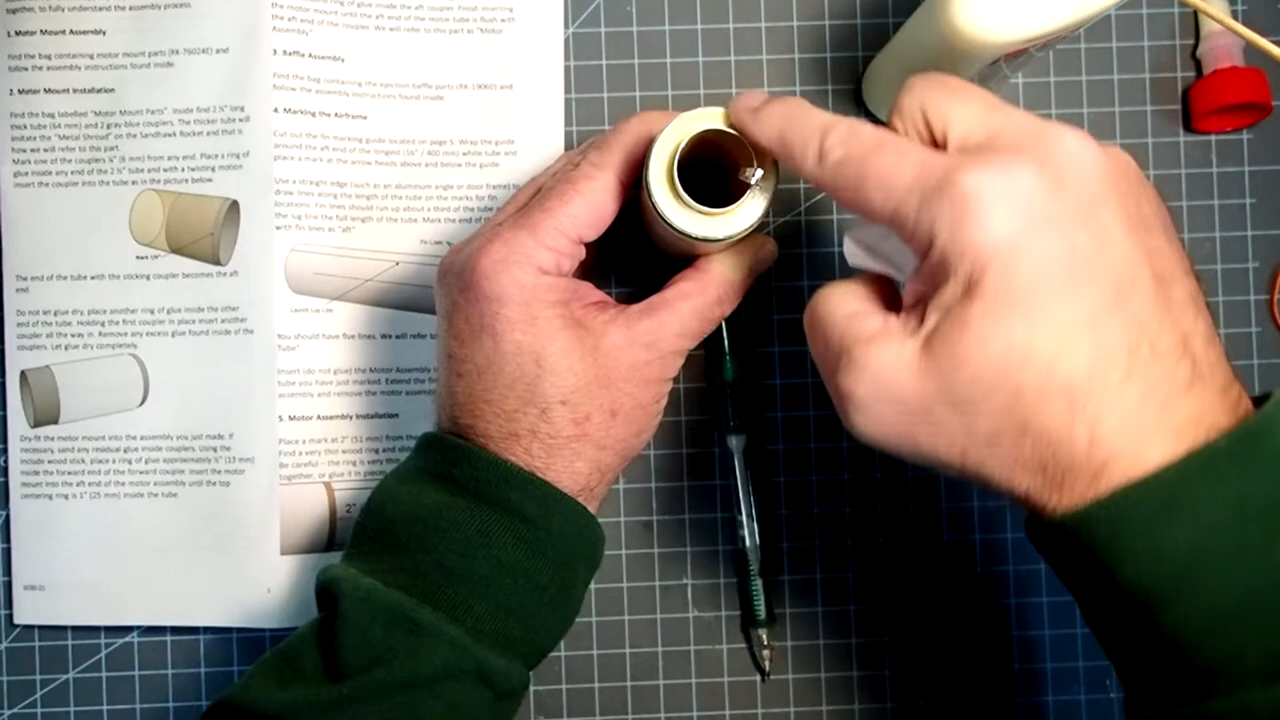 together, to fully understand the assembly process.
1. Motor Mount Assembly
Find the bag containing motor mount parts (RK-76024E) and
follow the assembly instructions found inside.
2. Motor Mount Installation
Find the bag labelled "Motor Mount Parts". Inside find 2 ½" long
thick tube (64 mm) and 2 gray-blue couplers. The thicker tube will
imitate the "Metal Shroud" on the Sandhawk Rocket and that is
how we will refer to this part.
Mark one of the couplers ¼" (6 mm) from any end. Place a ring of
glue inside any end of the 2 ½" tube and with a twisting motion
insert the coupler into the tube as in the picture below.
Mark ¼"
The end of the tube with the sticking coupler becomes the aft
end.
Do not let glue dry, place another ring of glue inside the other
end of the tube. Holding the first coupler in place insert another
coupler all the way in. Remove any excess glue found inside of the
couplers. Let glue dry completely.
Dry-fit the motor mount into the assembly you just made. If
necessary, sand any residual glue inside couplers. Using the
include wood stick, place a ring of glue approximately ½" (13 mm)
inside the forward end of the forward coupler. Insert the motor
mount into the aft end of the motor assembly until the top
centering ring is 1" (25 mm) inside the tube.
ring of glue inside the aft coupler. Finish inserting
the motor mount until the aft end of the motor tube is flush with
the aft end of the coupler. We will refer to this part as "Motor
Assembly"
3. Baffle Assembly
Find the bag containing the ejection baffle parts (RK-19060) and
follow the assembly instructions found inside.
4. Marking the Airframe
Cut out the fin marking guide located on page 5. Wrap the guide
around the aft end of the longest (16" / 400 mm) white tube and
place a mark at the arrow heads above and below the guide.
Use a straight edge (such as an aluminum angle or door frame) to
draw lines along the length of the tube on the marks for fin
locations. Fin lines should run up about a third of the tube
the lug line the full length of the tube. Mark the end of
with fin lines as "aft"
Fin Lines
Launch Lug Line
You should have five lines. We will refer to
Tube"
Insert (do not glue) the Motor Assembly
tube you have just marked. Extend the fin
assembly and remove the motor
5. Motor Assembly Installation
Place a mark at 2" (51 mm) from the
Find a very thin wood ring and
Be careful – the ring is very thin
together, or glue it in
2"